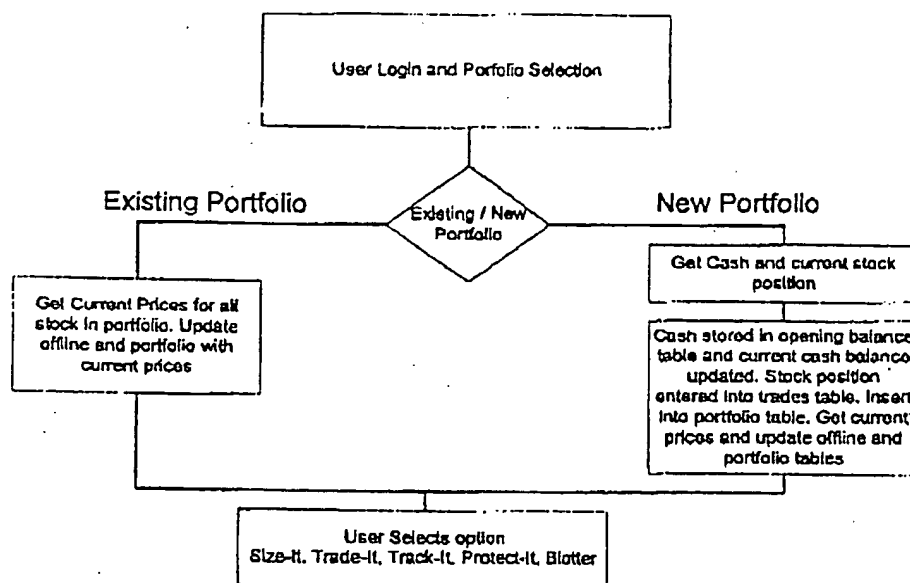 User Login and Porfolio Selection
Existing / New
Portfolio
Existing Portfolio
New Portfolio
Get Current Prices for all
stock in portfolio. Update
offline and portfolio with
current prices
Get Cash and current stock
position
Cash stored in opening balance
table and current cash balance
updated. Stock position
entered into trades table. Insert
into portfolio table. Get current
prices and update offline and
portfolio tables
User Selects option
Size-It, Trade-It, Track-It, Protect-It, Blotter